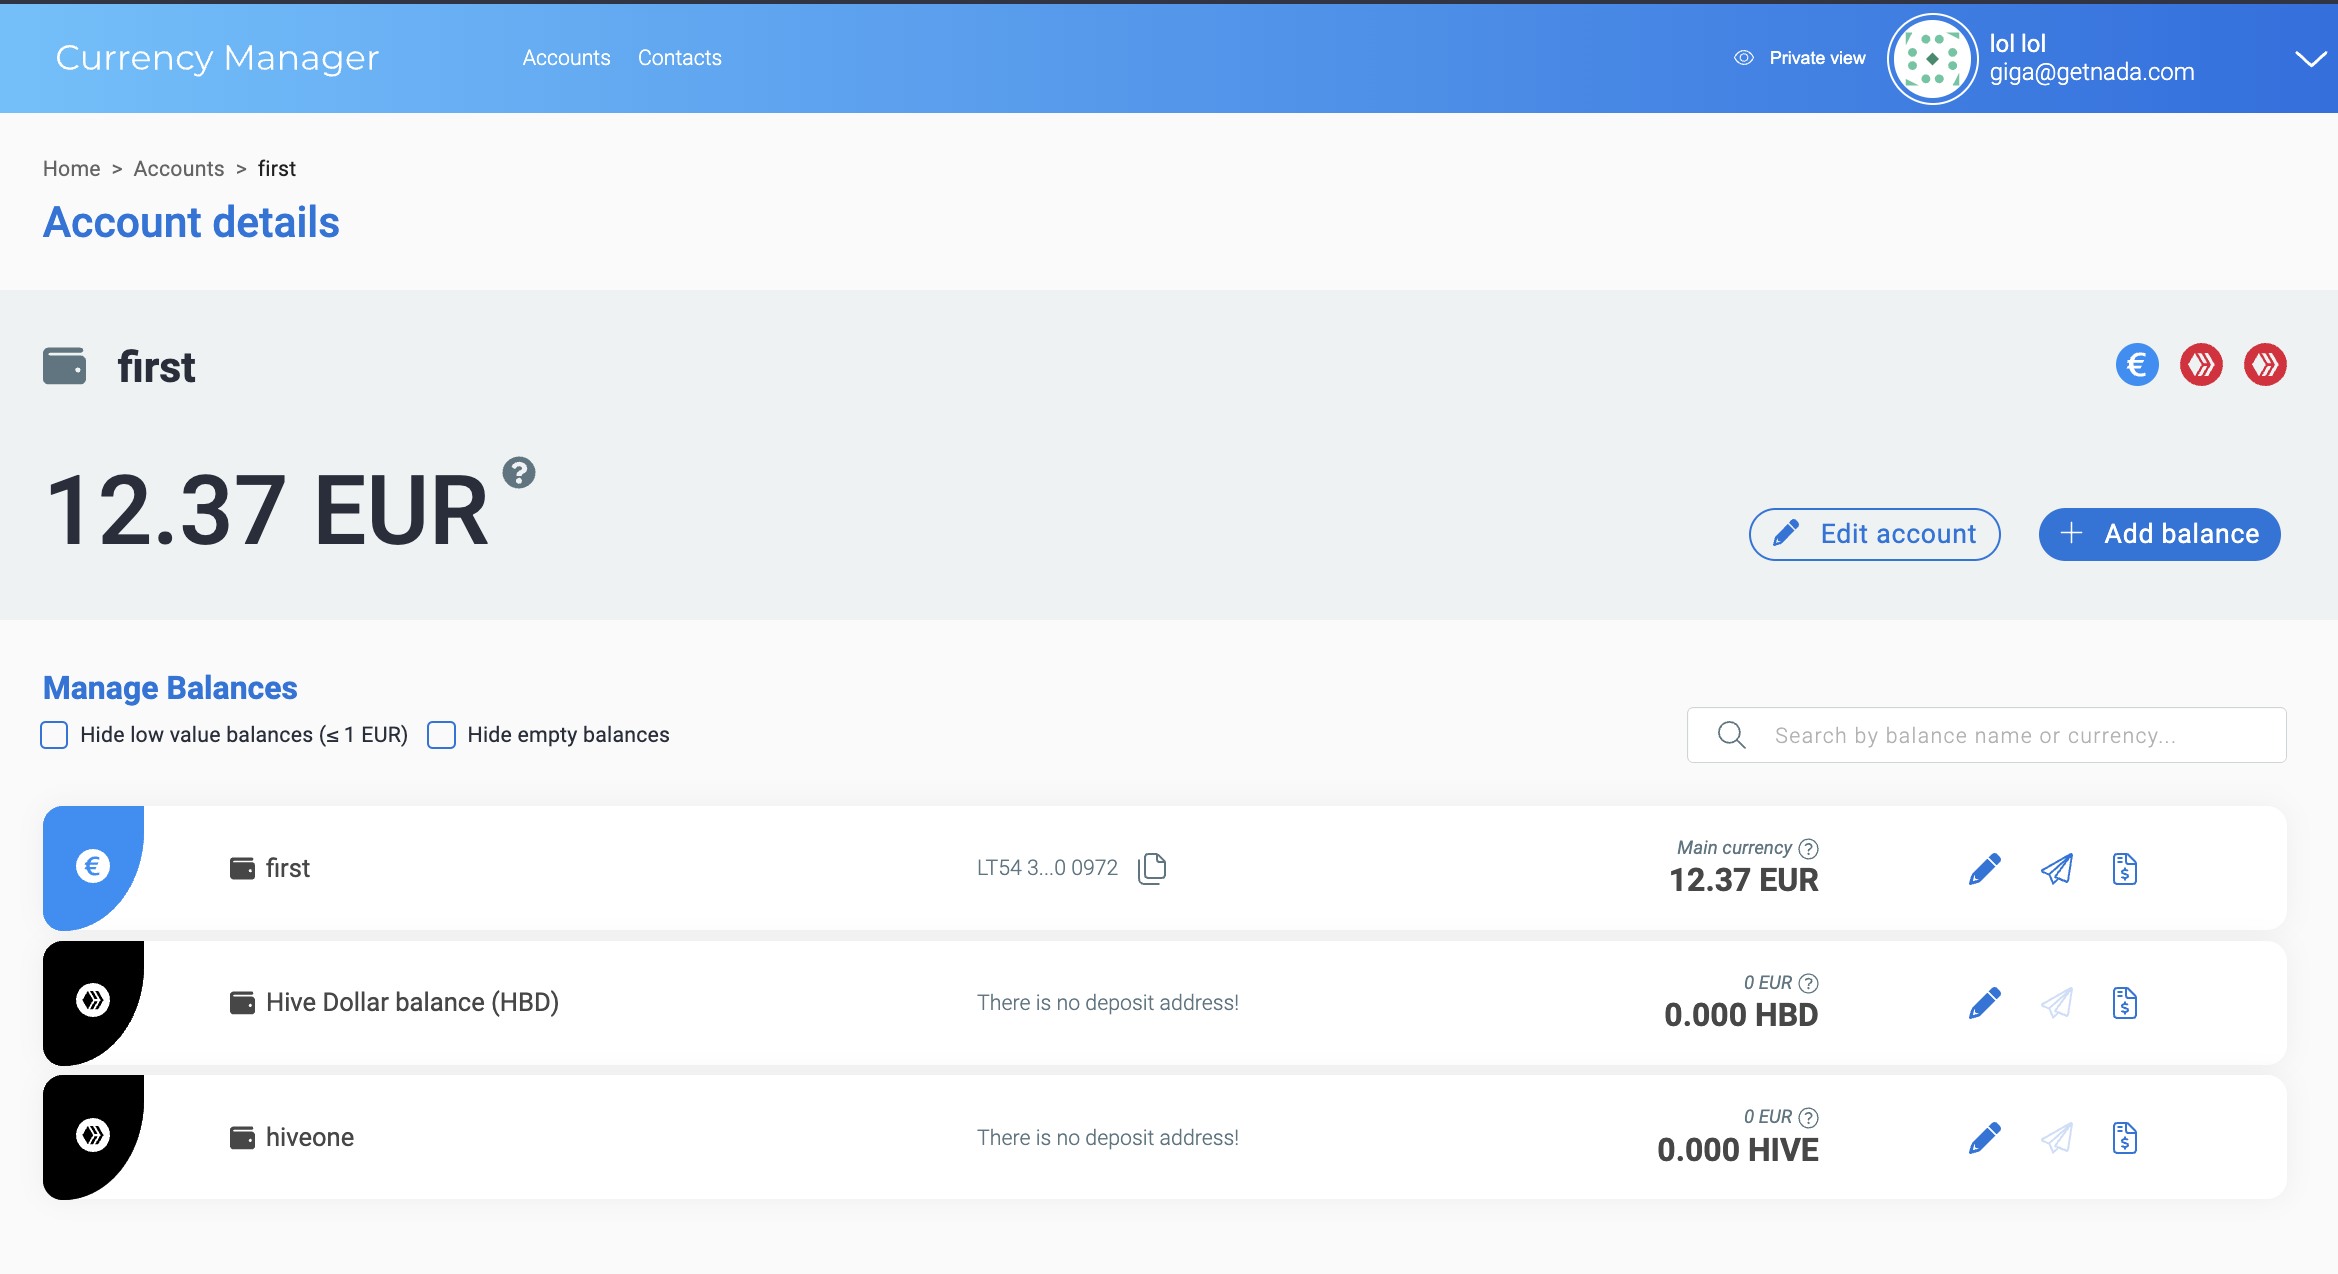 Currency Manager
Accounts
Contacts
Private view
lol lol
giga@getnada.com
Home > Accounts > first
Account details
first
12.37 EUR
Edit account
Add balance
Manage Balances
Hide low value balances (≤ 1 EUR)
Hide empty balances
Search by balance name or currency...
first
LT54 3...0 0972
Main currency
12.37 EUR
Hive Dollar balance (HBD)
There is no deposit address!
0 EUR
0.000 HBD
hiveone
There is no deposit address!
0 EUR
0.000 HIVE